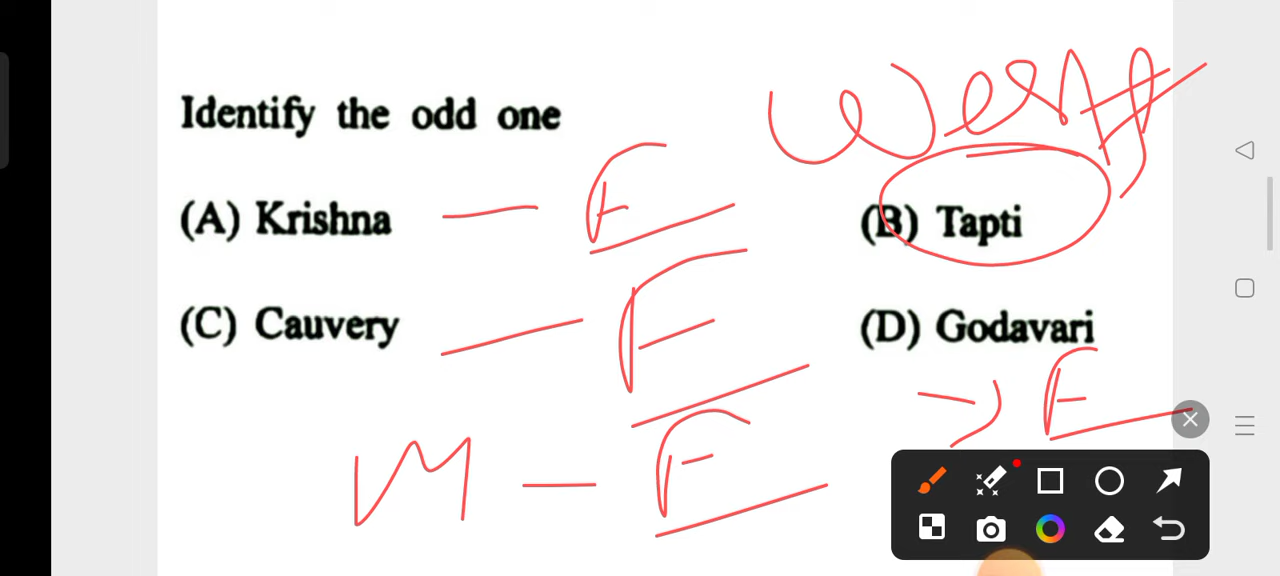 Identify the odd one
West
(A) Krishna — E
(B) Tapti
(C) Cauvery — E
(D) Godavari
→ E
M — E